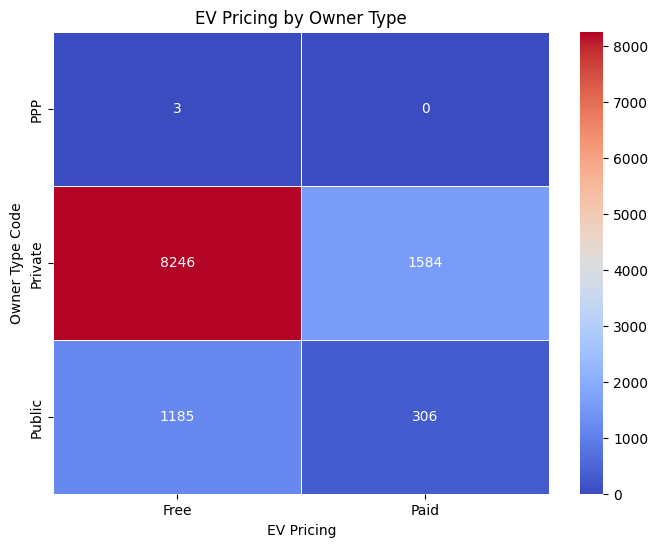 EV Pricing by Owner Type
Owner Type Code
PPP
Private
Public
3
0
8246
1584
1185
306
Free
Paid
EV Pricing
8000
7000
6000
5000
4000
3000
2000
1000
0